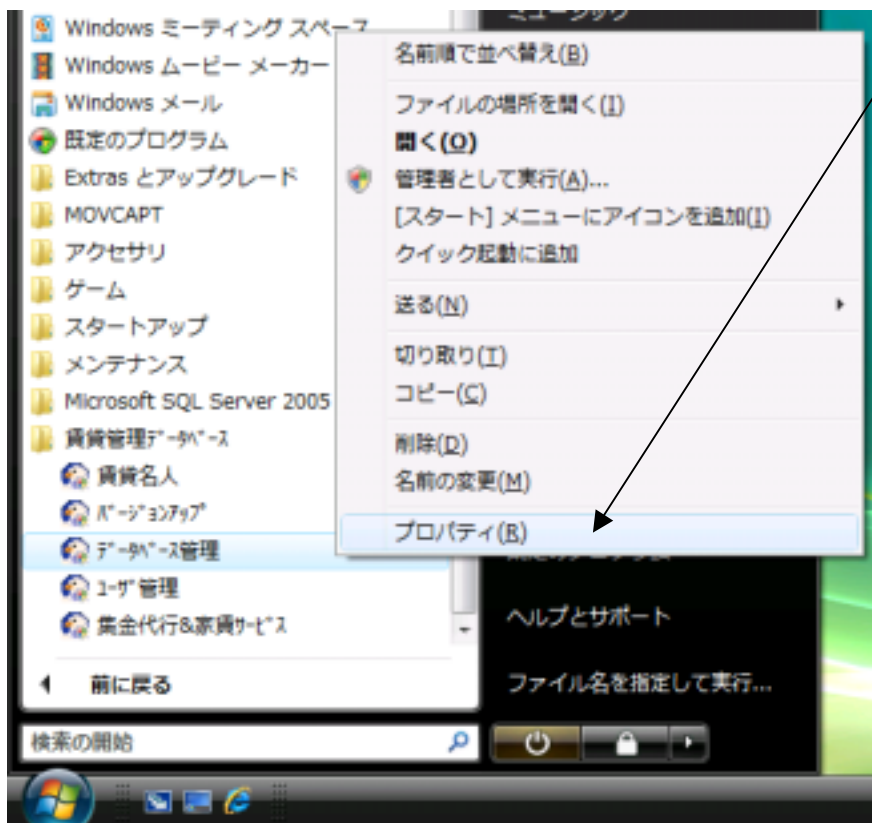 Windows ミーティング スペース
Windows ムービー メーカー
Windows メール
既定のプログラム
Extras とアップグレード
MOVCAPT
アクセサリ
ゲーム
スタートアップ
メンテナンス
Microsoft SQL Server 2005
賃貸管理ﾃﾞｰﾀﾍﾞｰｽ
賃貸名人
ﾊﾞｰｼﾞｮﾝｱｯﾌﾟ
ﾃﾞｰﾀﾍﾞｰｽ管理
ﾕｰｻﾞ管理
集金代行&家賃ｻｰﾋﾞｽ
前に戻る
検索の開始
名前順で並べ替え(B)
ファイルの場所を開く(I)
開く(O)
管理者として実行(A)...
[スタート] メニューにアイコンを追加(I)
クイック起動に追加
送る(N)
切り取り(T)
コピー(C)
削除(D)
名前の変更(M)
プロパティ(R)
ミュージック
ヘルプとサポート
ファイル名を指定して実行...